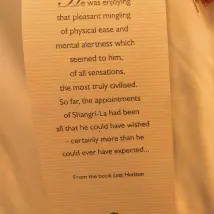 He was enjoying
that pleasant mingling
of physical ease and
mental alertness which
seemed to him,
of all sensations,
the most truly civilised.
So far, the appointments
of Shangri-La had been
all that he could have wished
– certainly more than he
could ever have expected...
From the book Lost Horizon